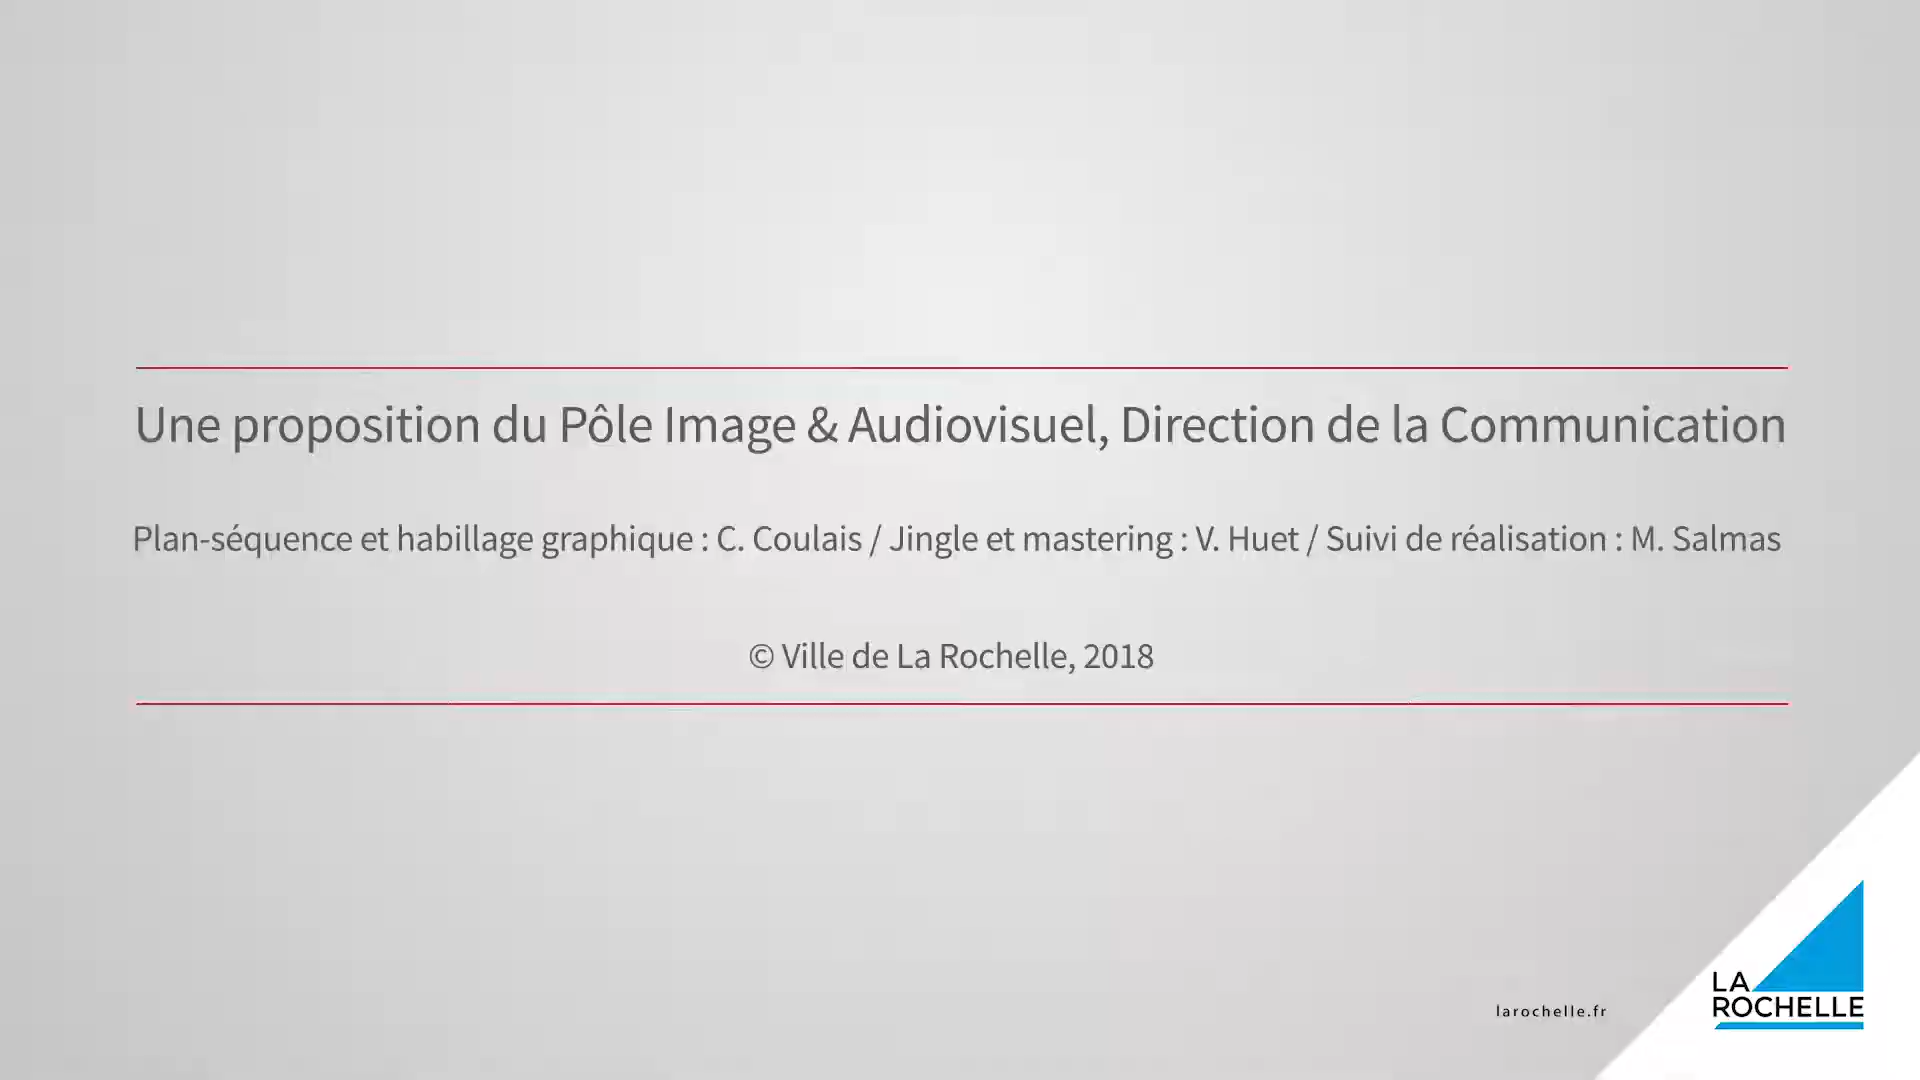 Une proposition du Pôle Image & Audiovisuel, Direction de la Communication
Plan-séquence et habillage graphique : C. Coulais / Jingle et mastering : V. Huet / Suivi de réalisation : M. Salmas
© Ville de La Rochelle, 2018
larochelle.fr
LA
ROCHELLE